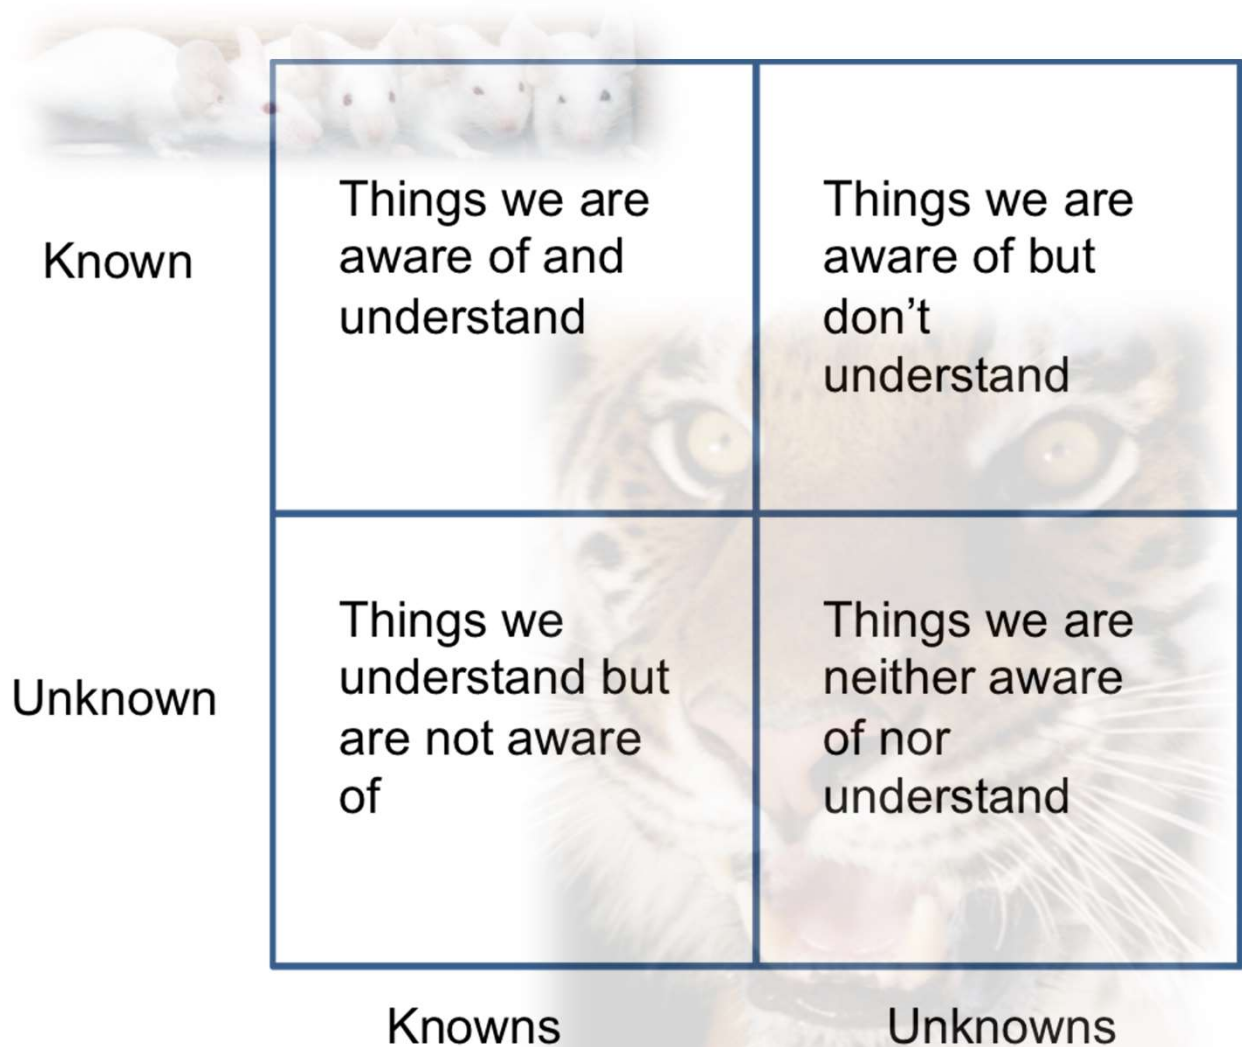 Known
Things we are
aware of and
understand
Things we are
aware of but
don’t
understand
Unknown
Things we
understand but
are not aware
of
Things we are
neither aware
of nor
understand
Knowns
Unknowns